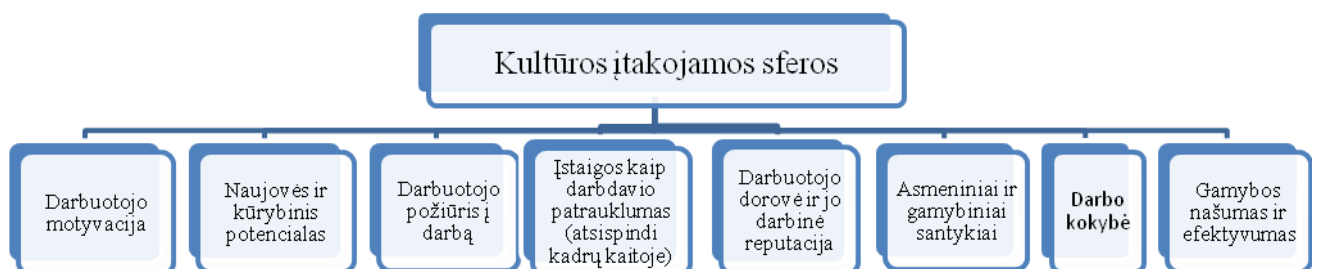 Kultūros įtakojamos sferos
Darbuotojo
motyvacija
Naujovės ir
kūrybinis
potencialas
Darbuotojo
požiūris į
darbą
Įstaigos kaip
darbdavio
patrauklumas
(atsispindi
kadrų kaitoje)
Darbuotojo
dorovė ir jo
darbinė
reputacija
Asmeniniai ir
gamybiniai
santykiai
Darbo
kokybė
Gamybos
našumas ir
efektyvumas